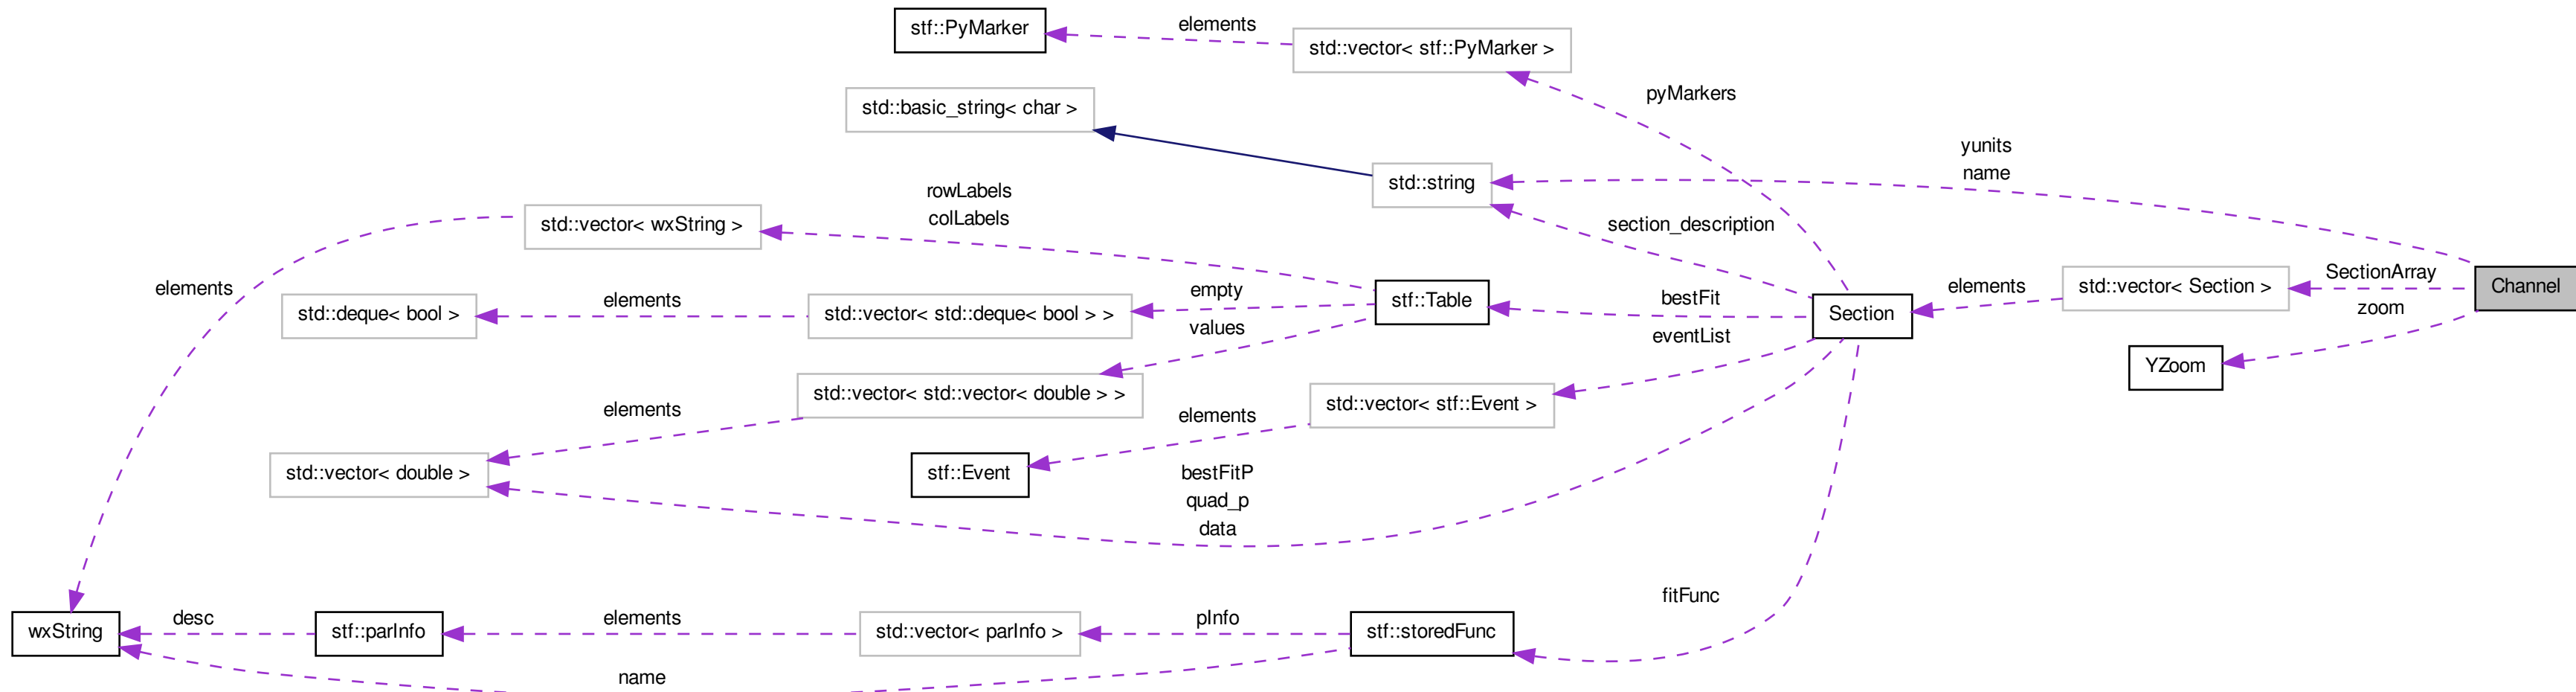 stf::PyMarker
elements
std::vector< stf::PyMarker >
pyMarkers
std::basic_string< char >
yunits
name
std::string
rowLabels
colLabels
std::vector< wxString >
section_description
elements
std::deque< bool >
elements
std::vector< std::deque< bool > >
empty
values
stf::Table
bestFit
eventList
Section
elements
std::vector< Section >
SectionArray
zoom
Channel
YZoom
std::vector< std::vector< double > >
elements
std::vector< stf::Event >
elements
std::vector< double >
stf::Event
bestFitP
quad_p
data
fitFunc
wxString
desc
stf::parInfo
elements
std::vector< parInfo >
pInfo
stf::storedFunc
name